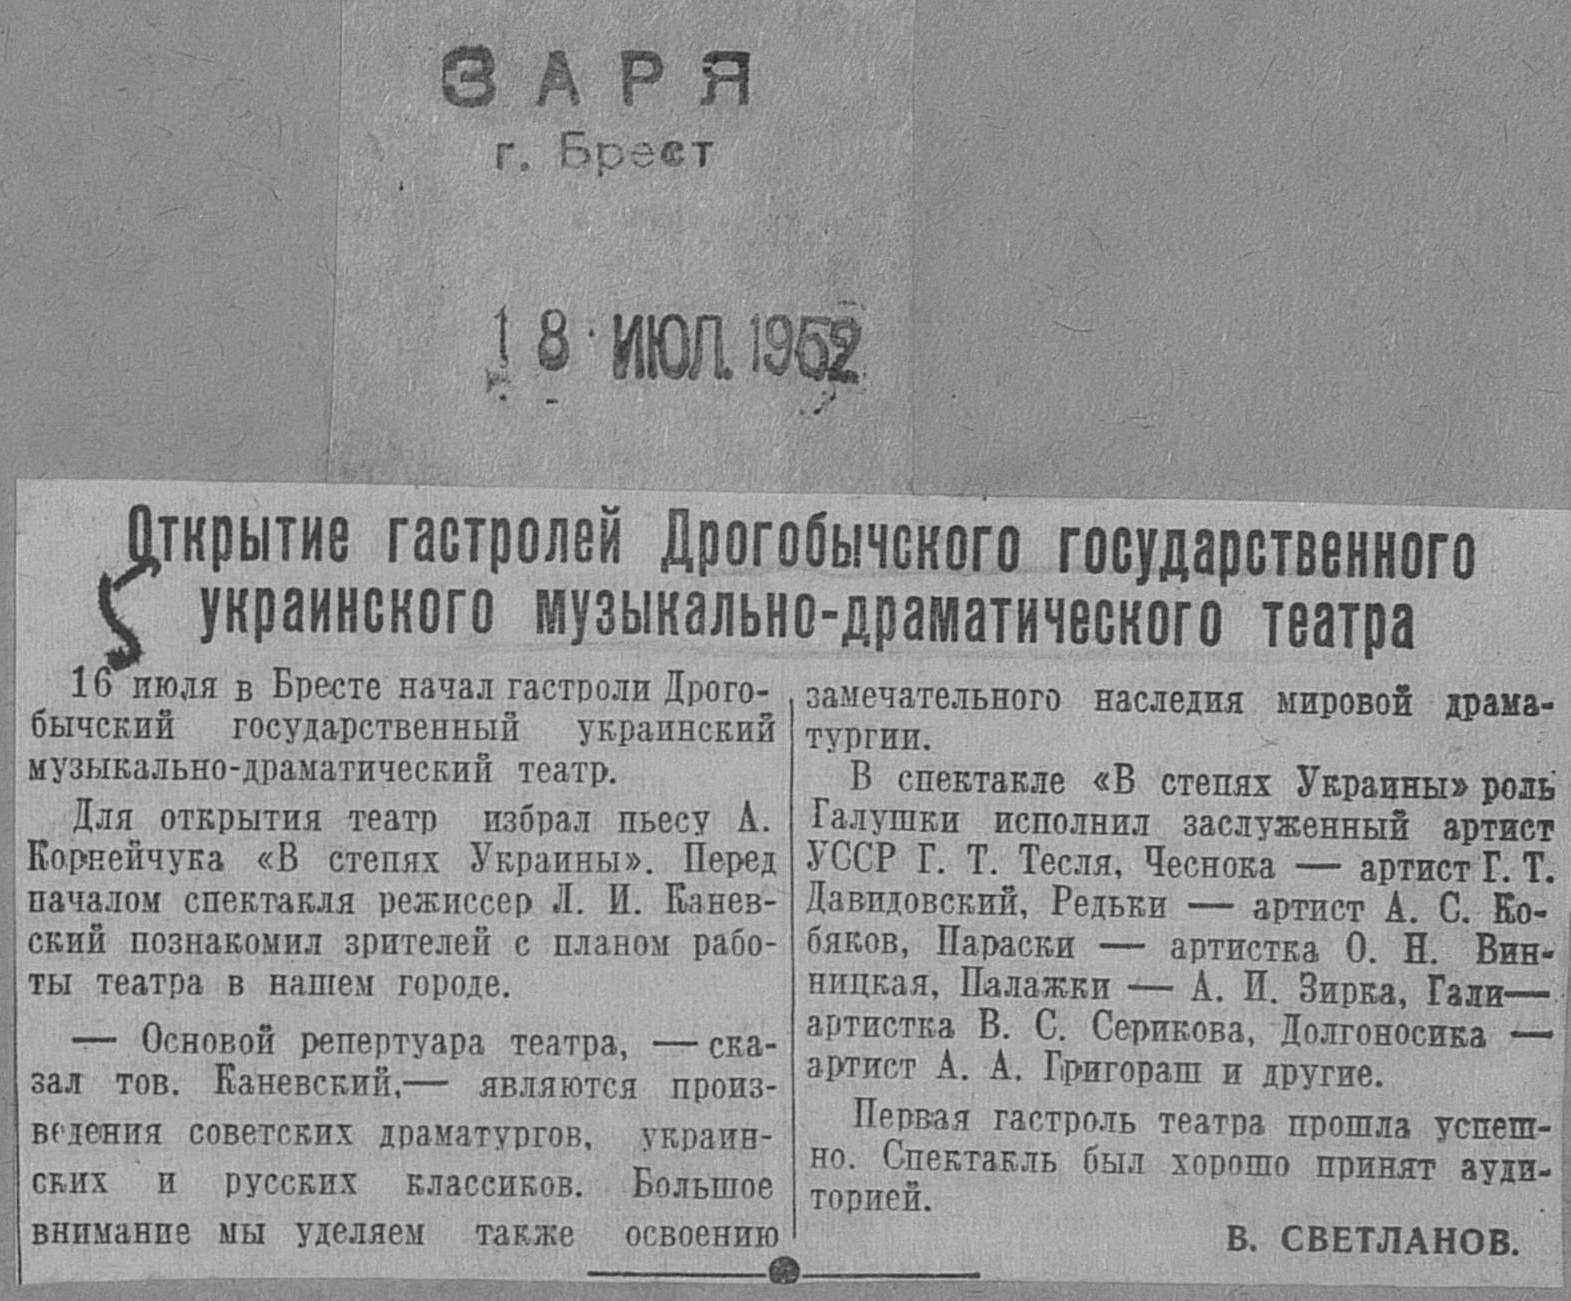 ЗАРЯ
г. Брест
18 ИЮЛ. 1952
Открытие гастролей Дрогобычского государственного
украинского музыкально-драматического театра
16 июля в Бресте начал гастроли Дрого-
бычский государственный украинский
музыкально-драматический театр.
Для открытия театр избрал пьесу А.
Корнейчука «В степях Украины». Перед
началом спектакля режиссер Л. И. Канев-
ский познакомил зрителей с планом рабо-
ты театра в нашем городе.
— Основой репертуара театра, — ска-
зал тов. Каневский,— являются произ-
ведения советских драматургов, украин-
ских и русских классиков. Большое
внимание мы уделяем также освоению
замечательного наследия мировой драма-
тургии.
В спектакле «В степях Украины» роль
Галушки исполнил заслуженный артист
УССР Г. Т. Тесля, Чеснока — артист Г. Т.
Давидовский, Редьки — артист А. С. Ко-
бяков, Параски — артистка О. Н. Вин-
ницкая, Палажки — А. И. Зирка, Гали—
артистка В. С. Серикова, Долгоносика —
артист А. А. Григораш и другие.
Первая гастроль театра прошла успеш-
но. Спектакль был хорошо принят ауди-
торией.
В. СВЕТЛАНОВ.